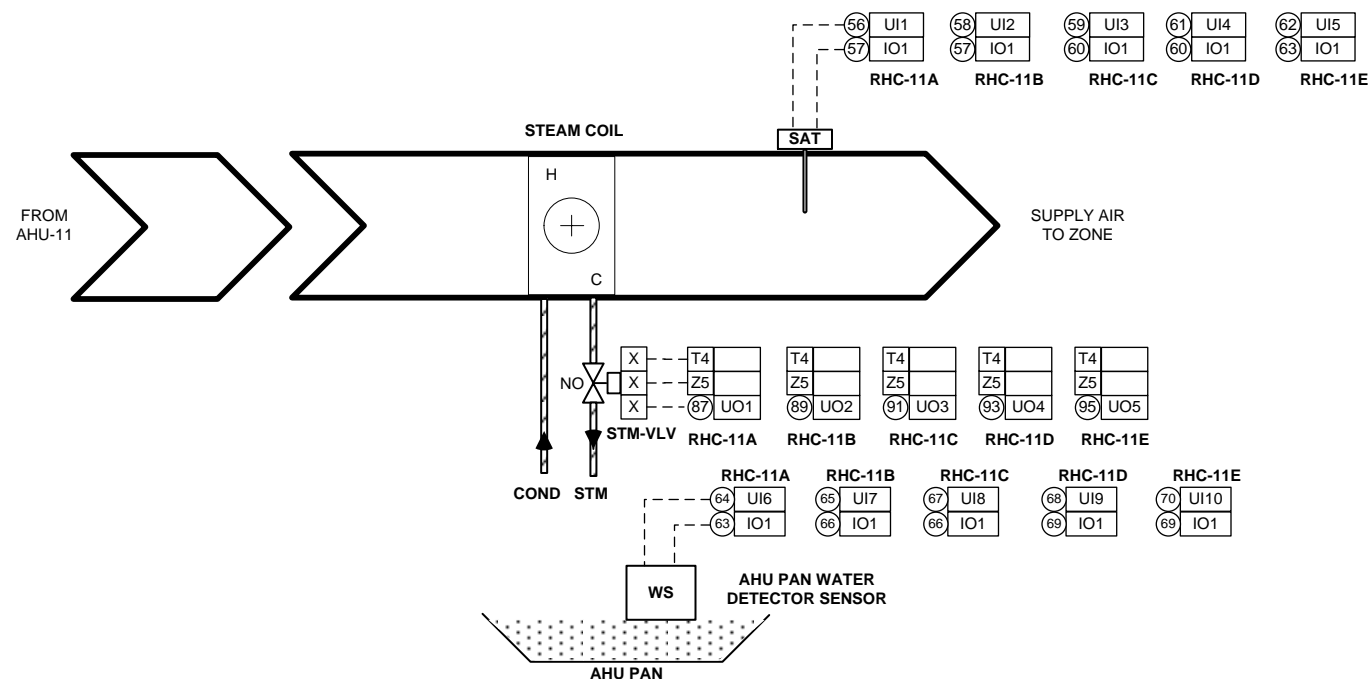 56 UI1 58 UI2 59 UI3 61 UI4 62 UI5
57 IO1 57 IO1 60 IO1 60 IO1 63 IO1
RHC-11A RHC-11B RHC-11C RHC-11D RHC-11E
STEAM COIL
SAT
H
FROM
AHU-11
SUPPLY AIR
TO ZONE
C
X T4 T4 T4 T4 T4
NO X Z5 Z5 Z5 Z5 Z5
X 87 UO1 89 UO2 91 UO3 93 UO4 95 UO5
STM-VLV RHC-11A RHC-11B RHC-11C RHC-11D RHC-11E
COND STM
RHC-11A RHC-11B RHC-11C RHC-11D RHC-11E
64 UI6 65 UI7 67 UI8 68 UI9 70 UI10
63 IO1 66 IO1 66 IO1 69 IO1 69 IO1
WS
AHU PAN WATER
DETECTOR SENSOR
AHU PAN